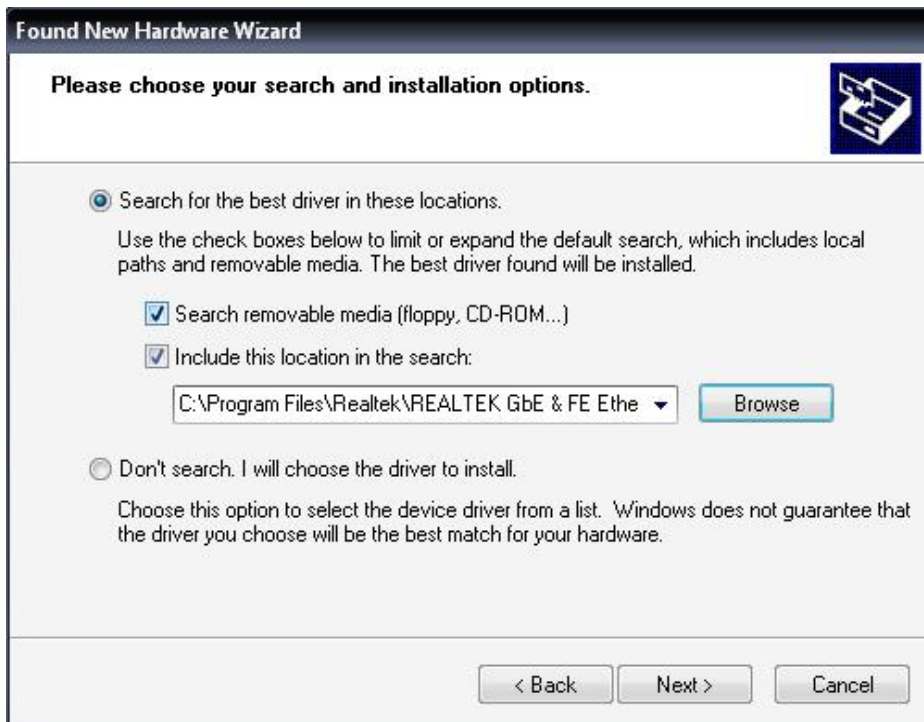 Found New Hardware Wizard
Please choose your search and installation options.
Search for the best driver in these locations.
Use the check boxes below to limit or expand the default search, which includes local
paths and removable media. The best driver found will be installed.
Search removable media (floppy, CD-ROM...)
Include this location in the search:
C:\Program Files\Realtek\REALTEK GbE & FE Ethe
Browse
Don't search. I will choose the driver to install.
Choose this option to select the device driver from a list. Windows does not guarantee that
the driver you choose will be the best match for your hardware.
< Back
Next >
Cancel